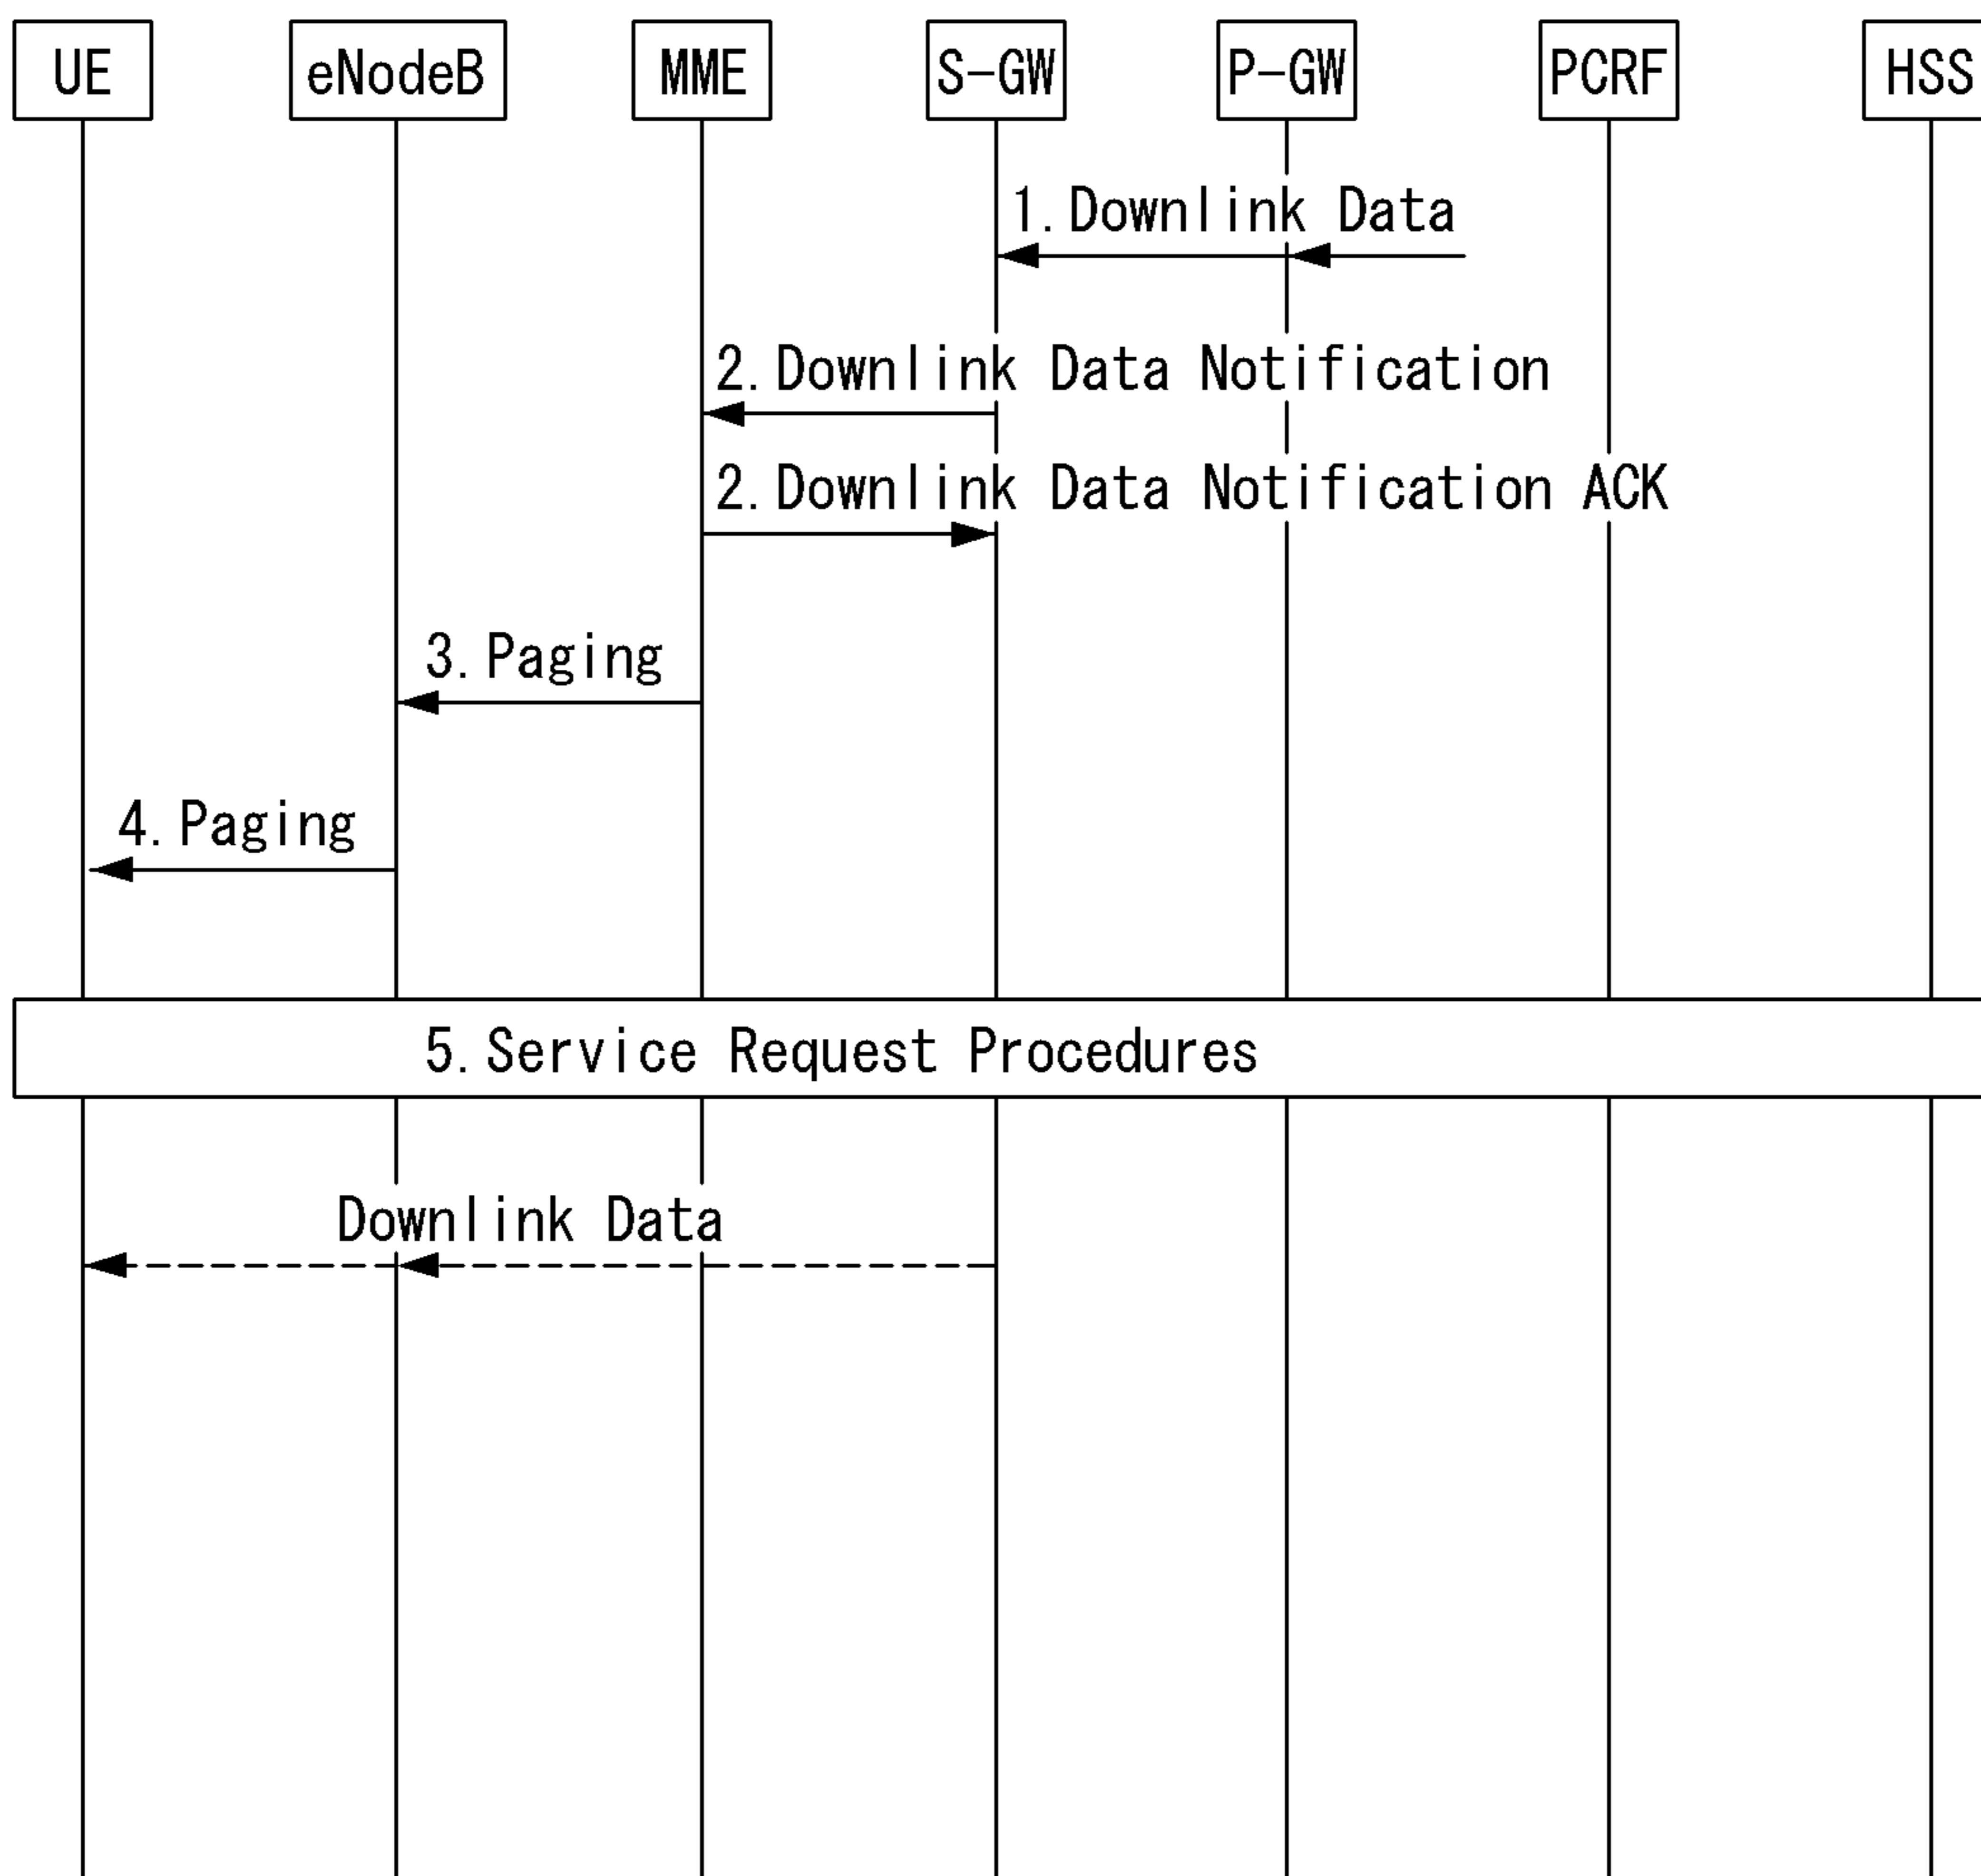 UE
eNodeB
MME
S-GW
P-GW
PCRF
HSS
1.Downlink Data
2.Downlink Data Notification
2.Downlink Data Notification ACK
3.Paging
4.Paging
5.Service Request Procedures
Downlink Data